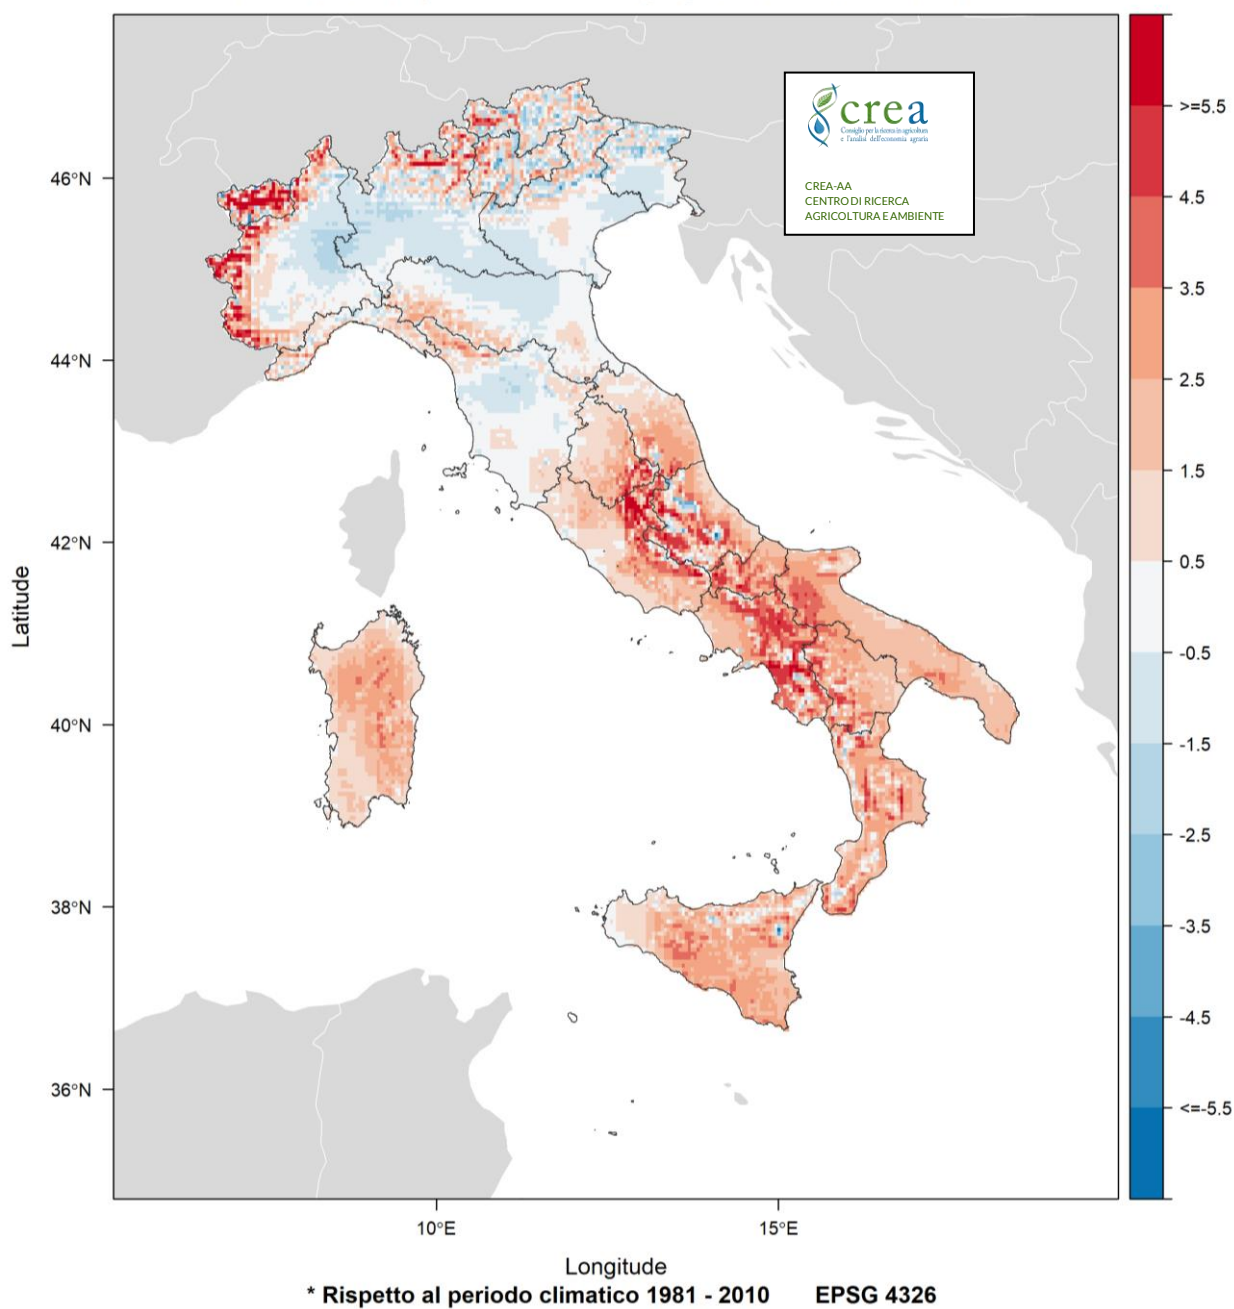 crea
Consiglio per la ricerca in agricoltura
e l'analisi dell'economia agraria
CREA-AA
CENTRO DI RICERCA
AGRICOLTURA E AMBIENTE
>=5.5
4.5
3.5
2.5
1.5
0.5
-0.5
-1.5
-2.5
-3.5
-4.5
<=-5.5
46°N
44°N
42°N
40°N
38°N
36°N
Latitude
10°E
15°E
Longitude
* Rispetto al periodo climatico 1981 - 2010 EPSG 4326